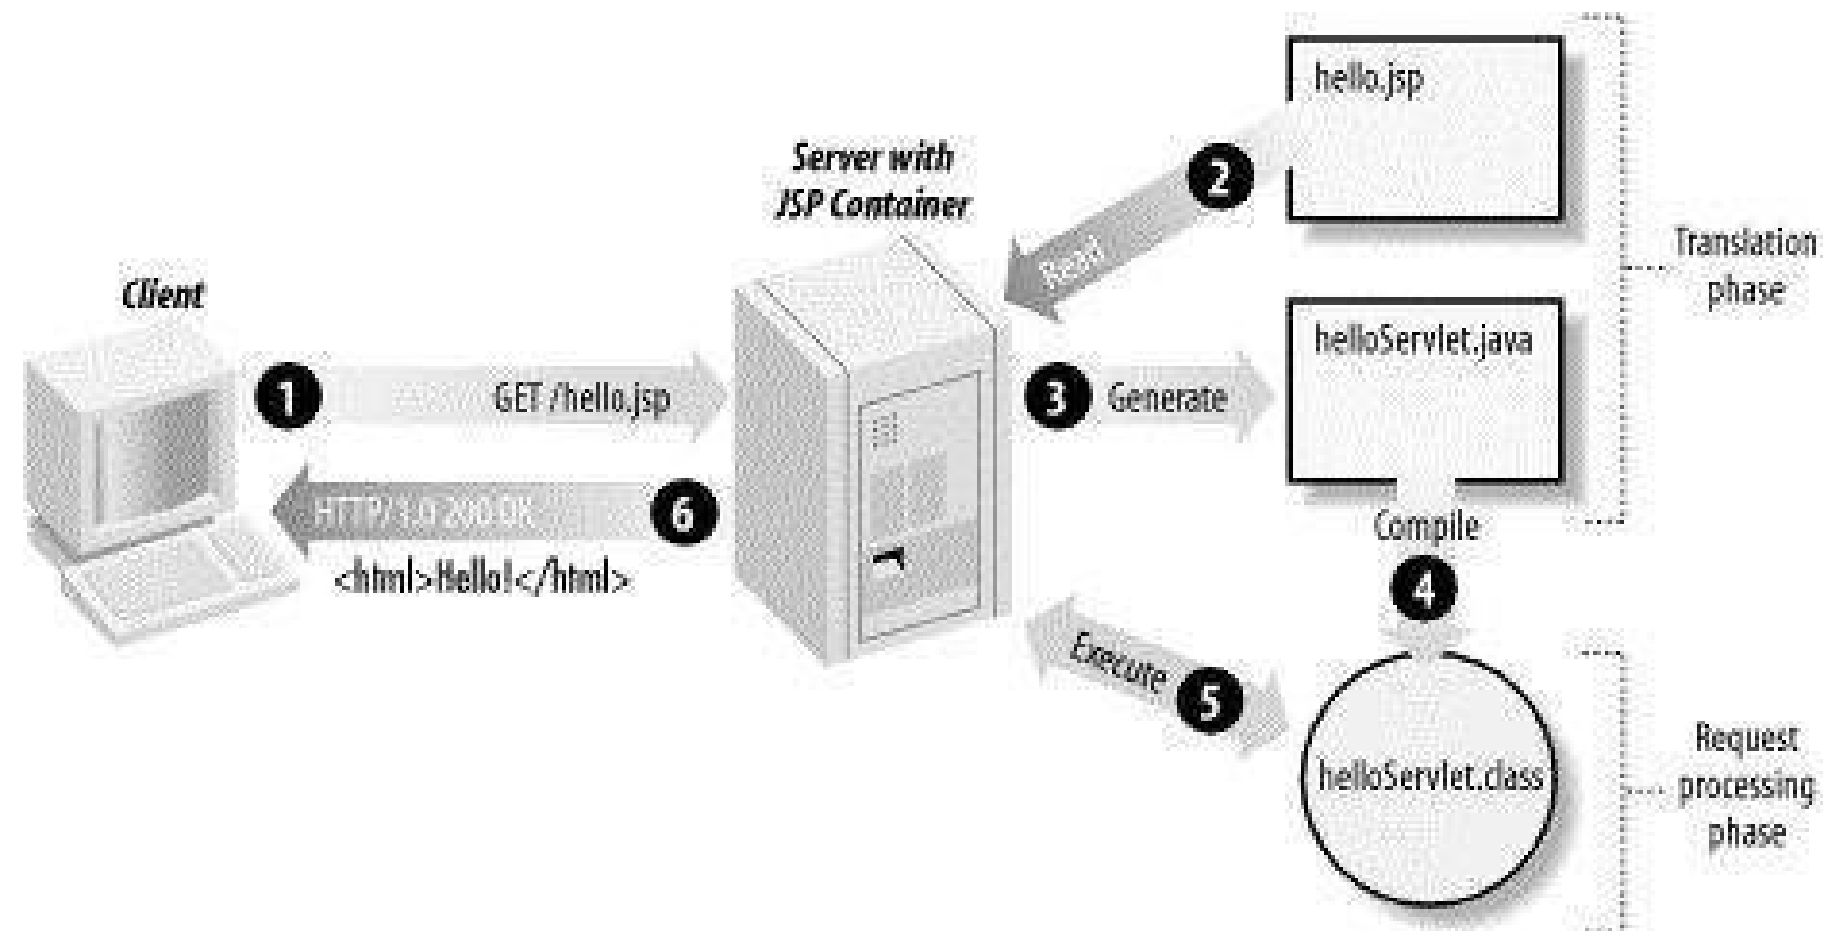 hello.jsp
Server with
JSP Container
2
Read
Translation
phase
Client
helloServlet.java
1
GET /hello.jsp
3
Generate
6
HTTP/1.0 200 OK
<html>Hello!</html>
Compile
4
Execute
5
helloServlet.class
Request
processing
phase